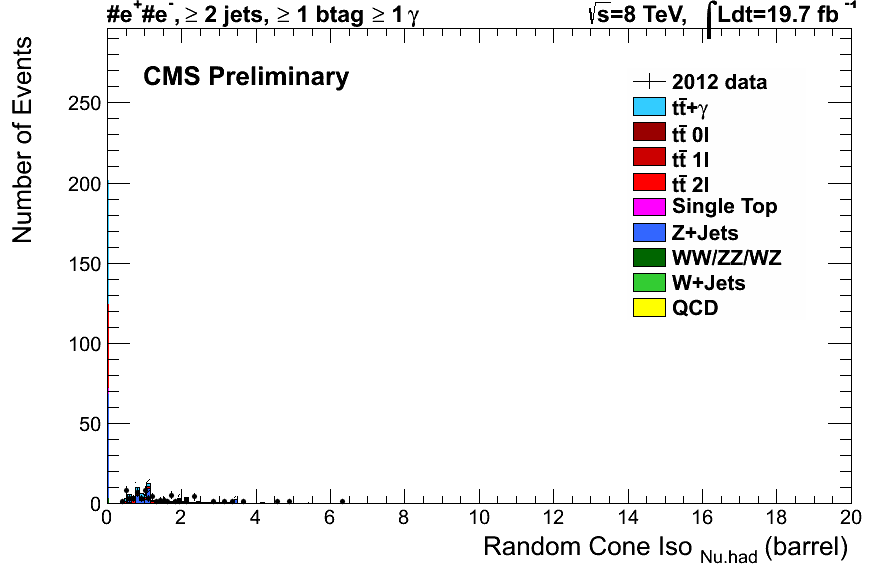 #e⁺#e⁻, ≥ 2 jets, ≥ 1 btag ≥ 1 γ √s=8 TeV, ∫Ldt=19.7 fb⁻¹
CMS Preliminary
2012 data
tt̄+γ
tt̄ 0l
tt̄ 1l
tt̄ 2l
Single Top
Z+Jets
WW/ZZ/WZ
W+Jets
QCD
Number of Events
250
200
150
100
50
0
0 2 4 6 8 10 12 14 16 18 20
Random Cone Iso Nu.had (barrel)